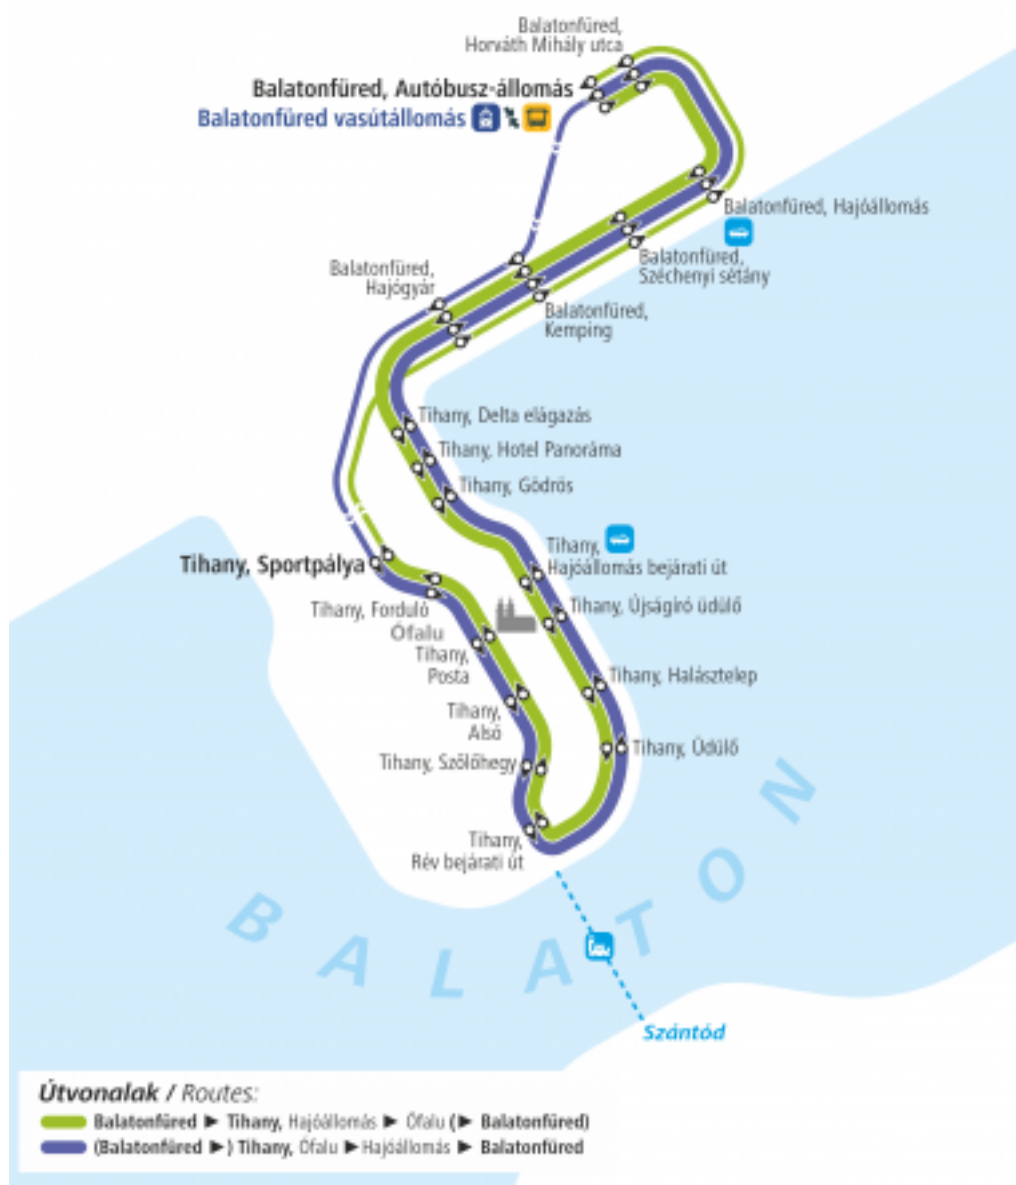 Balatonfüred,
Horváth Mihály utca
Balatonfüred, Autóbusz-állomás
Balatonfüred vasútállomás
Balatonfüred, Hajóállomás
Balatonfüred,
Széchenyi sétány
Balatonfüred,
Hajógyár
Balatonfüred,
Kemping
Tihany, Delta elágazás
Tihany, Hotel Panoráma
Tihany, Gödrös
Tihany,
Hajóállomás bejárati út
Tihany, Sportpálya
Tihany, Újságíró üdülő
Tihany, Forduló
Ófalu
Tihany,
Posta
Tihany, Halásztelep
Tihany,
Alsó
Tihany, Üdülő
Tihany, Szőlőhegy
Tihany,
Rév bejárati út
BALATON
Szántód
Útvonalak / Routes:
Balatonfüred ► Tihany, Hajóállomás ► Ófalu (► Balatonfüred)
(Balatonfüred ►) Tihany, Ófalu ► Hajóállomás ► Balatonfüred